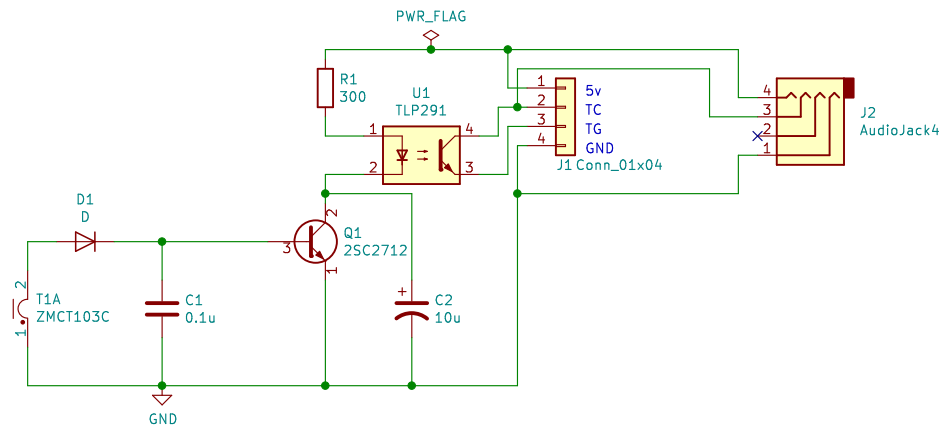 PWR_FLAG
R1
300
U1
TLP291
1
4
2
3
1
2
3
4
5v
TC
TG
GND
J1 Conn_01x04
4
3
2
1
J2
AudioJack4
D1
D
2
3
1
Q1
2SC2712
2
1
T1A
ZMCT103C
C1
0.1u
+
C2
10u
GND